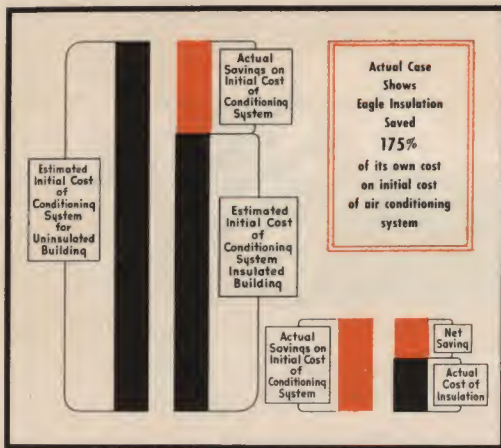 Estimated
Initial Cost
of
Conditioning
System
for
Uninsulated
Building
Actual
Savings on
Initial Cost
of
Conditioning
System
Estimated
Initial Cost
of
Conditioning
System
Insulated
Building
Actual Case
Shows
Eagle Insulation
Saved
175%
of its own cost
on initial cost
of air conditioning
system
Actual
Savings on
Initial Cost
of
Conditioning
System
Net
Saving
Actual
Cost of
Insulation